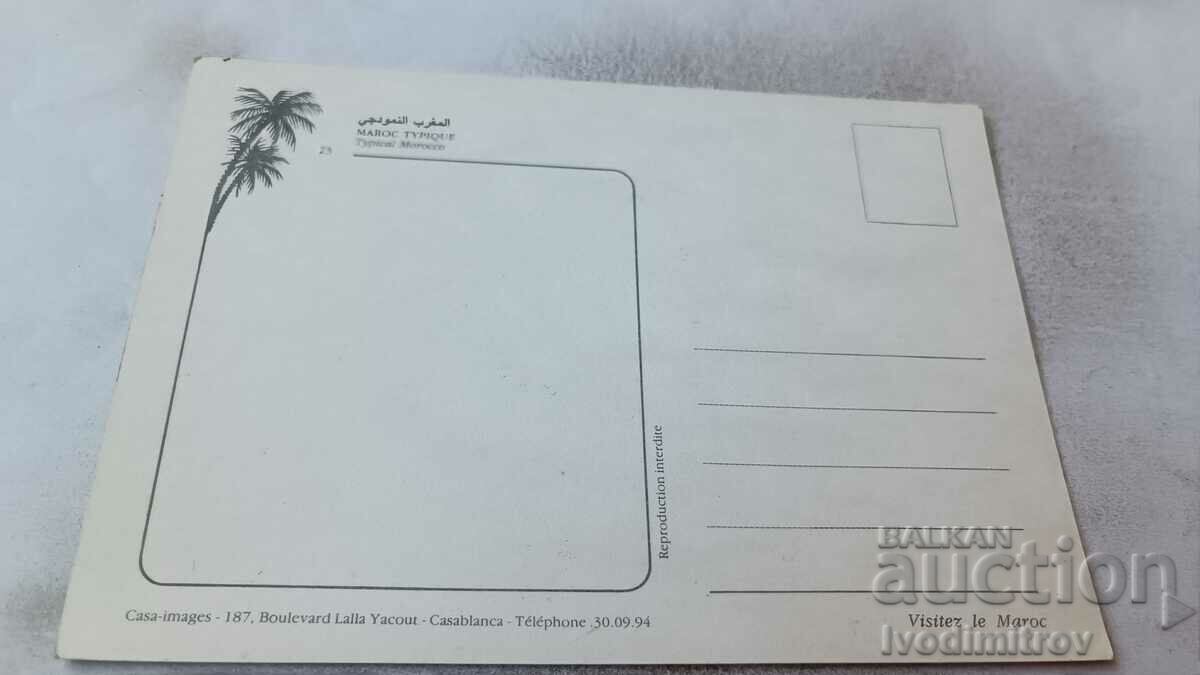 المغرب النموذجي
MAROC TYPIQUE
Typical Morocco
23
Reproduction interdite
Casa-images - 187, Boulevard Lalla Yacout - Casablanca - Téléphone .30.09.94
Visitez le Maroc
BALKAN
auction
Ivodimitrov